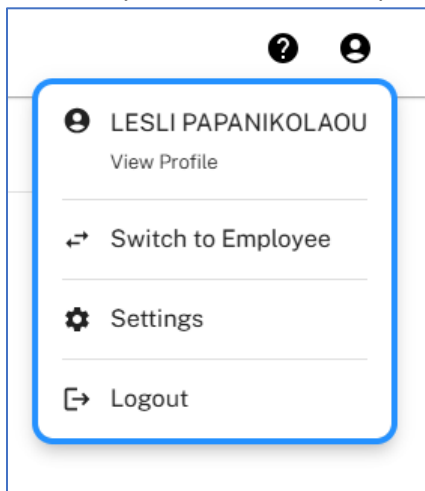 LESLI PAPANIKOLAOU
View Profile
Switch to Employee
Settings
Logout